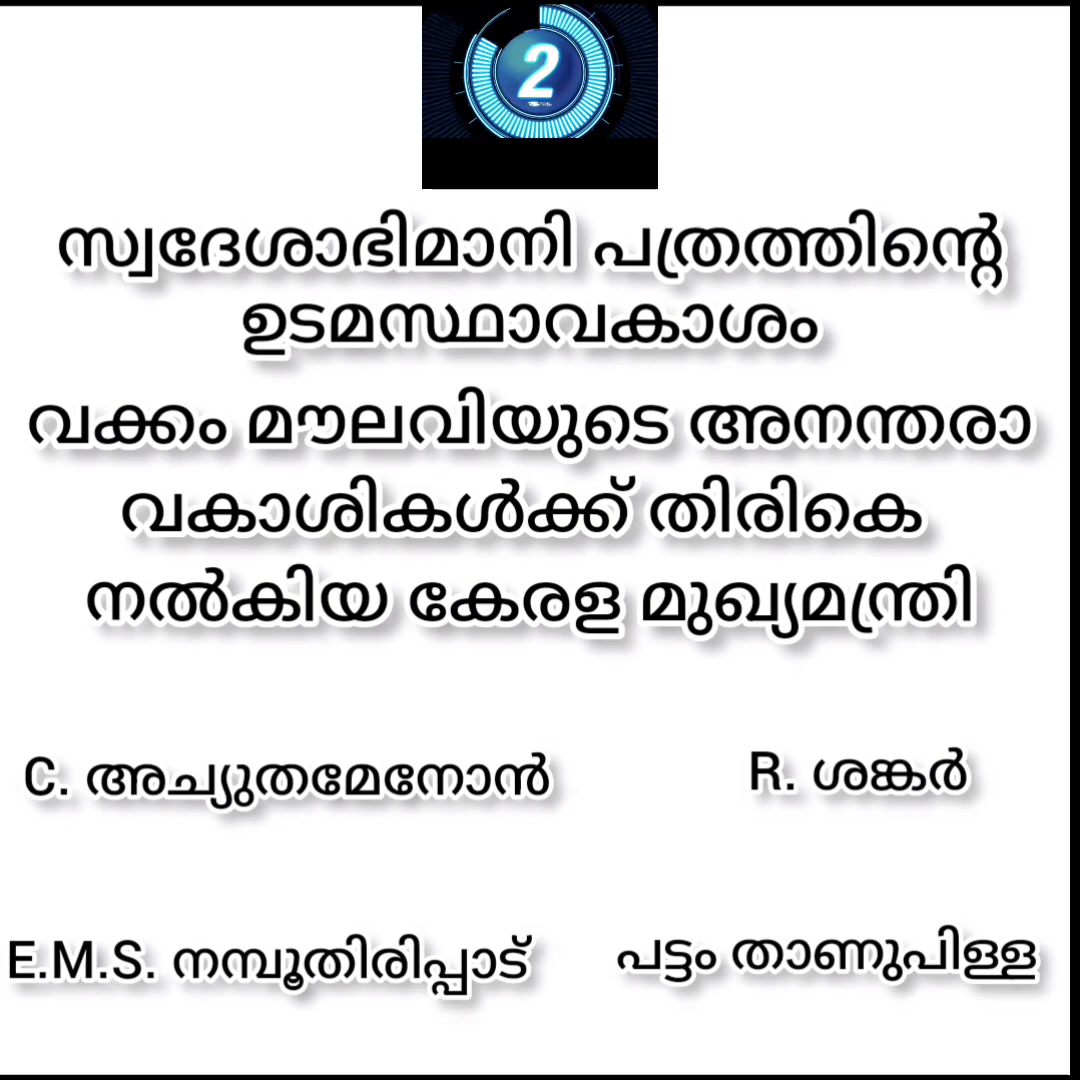 2
സ്വദേശാഭിമാനി പത്രത്തിന്റെ
ഉടമസ്ഥാവകാശം
വക്കം മൗലവിയുടെ അനന്തരാ
വകാശികൾക്ക് തിരികെ
നൽകിയ കേരള മുഖ്യമന്ത്രി
C. അച്യുതമേനോൻ
R. ശങ്കർ
E.M.S. നമ്പൂതിരിപ്പാട്
പട്ടം താണുപിള്ള